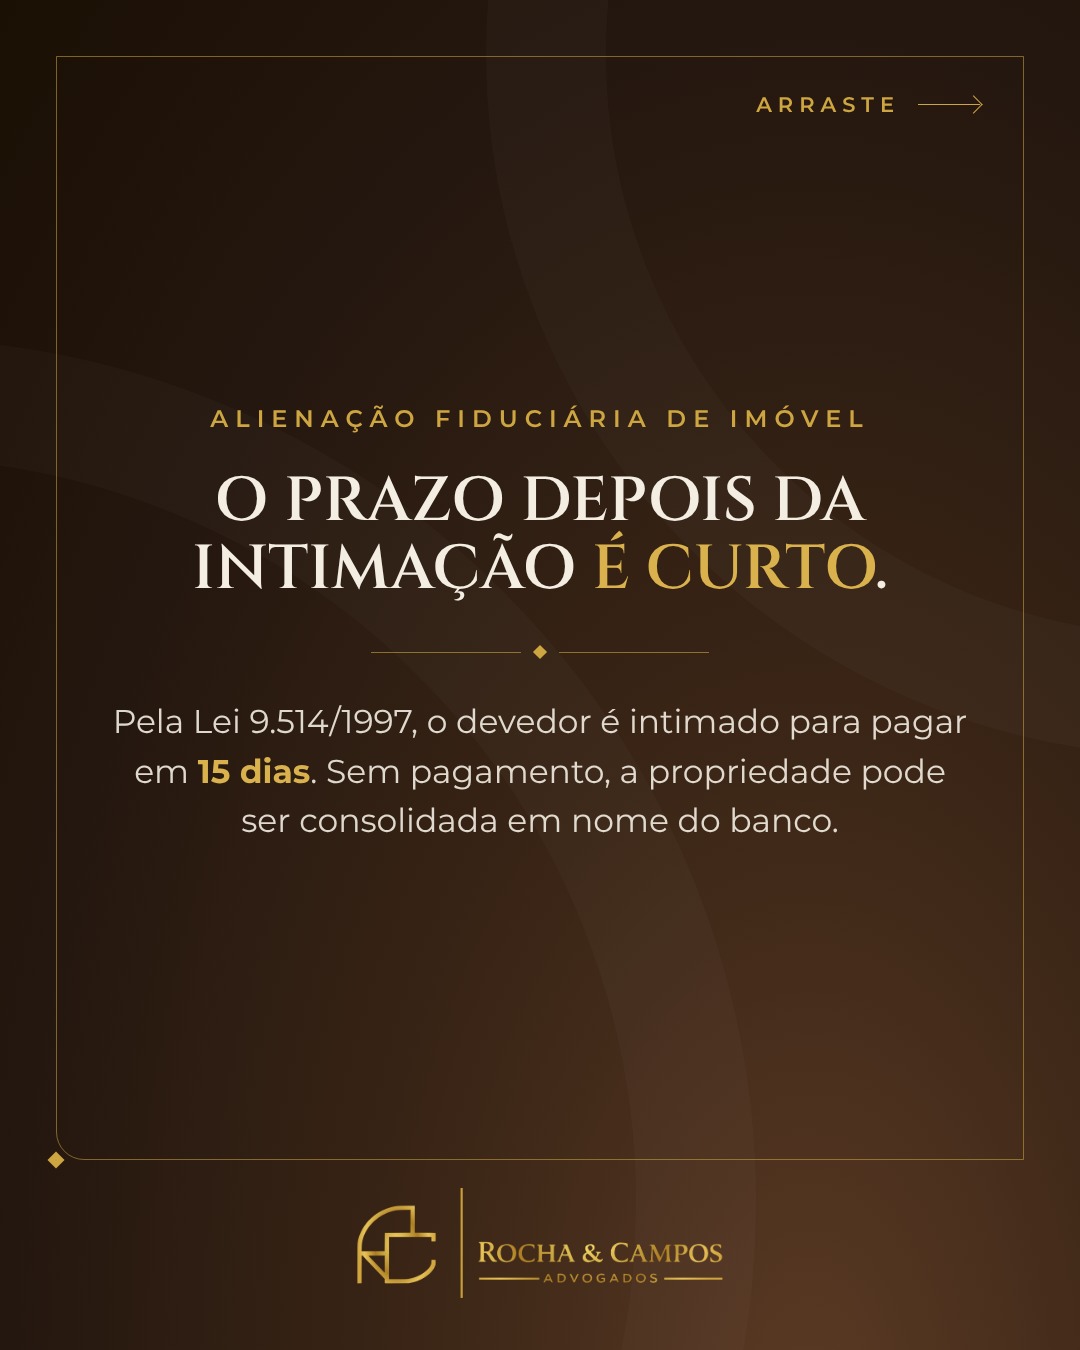 ARRASTE
ALIENAÇÃO FIDUCIÁRIA DE IMÓVEL
O PRAZO DEPOIS DA
INTIMAÇÃO É CURTO.
Pela Lei 9.514/1997, o devedor é intimado para pagar
em 15 dias. Sem pagamento, a propriedade pode
ser consolidada em nome do banco.
ROCHA & CAMPOS
ADVOGADOS